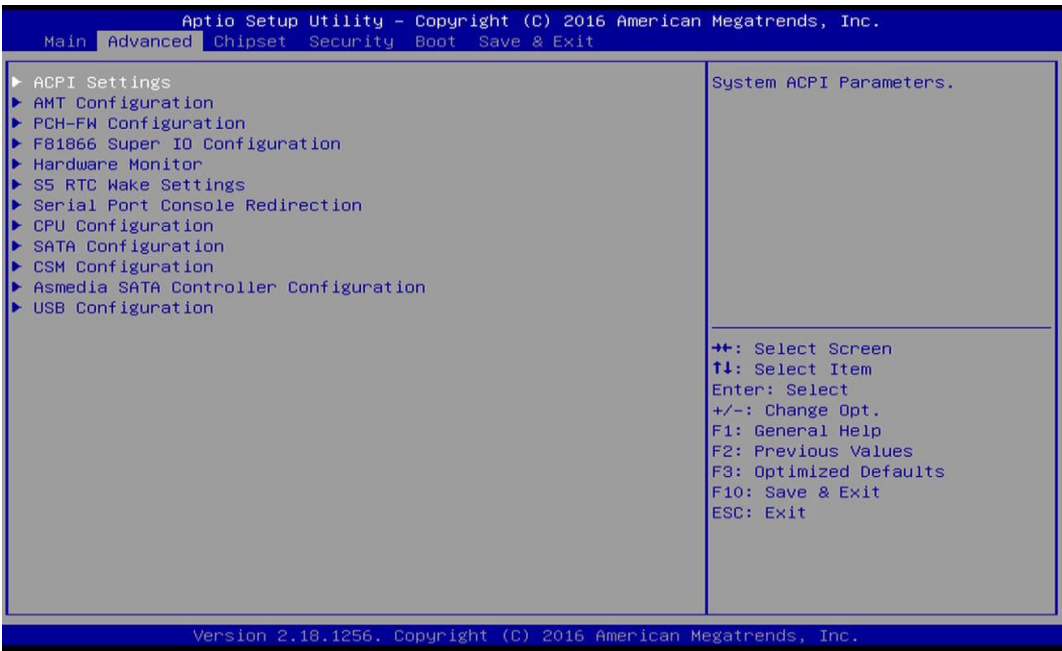 Aptio Setup Utility – Copyright (C) 2016 American Megatrends, Inc.
Main Advanced Chipset Security Boot Save & Exit
▶ ACPI Settings
▶ AMT Configuration
▶ PCH-FW Configuration
▶ F81866 Super IO Configuration
▶ Hardware Monitor
▶ S5 RTC Wake Settings
▶ Serial Port Console Redirection
▶ CPU Configuration
▶ SATA Configuration
▶ CSM Configuration
▶ Asmedia SATA Controller Configuration
▶ USB Configuration
System ACPI Parameters.
→←: Select Screen
↑↓: Select Item
Enter: Select
+/-: Change Opt.
F1: General Help
F2: Previous Values
F3: Optimized Defaults
F10: Save & Exit
ESC: Exit
Version 2.18.1256. Copyright (C) 2016 American Megatrends, Inc.